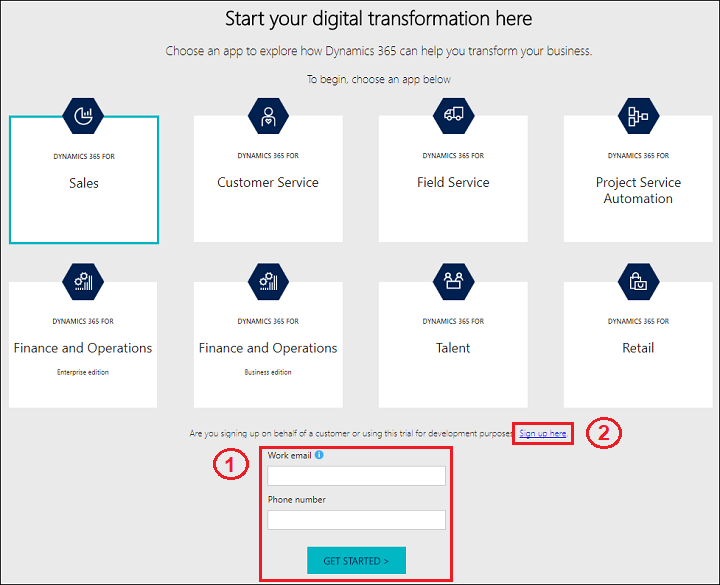 Start your digital transformation here
Choose an app to explore how Dynamics 365 can help you transform your business.
To begin, choose an app below
DYNAMICS 365 FOR
Sales
DYNAMICS 365 FOR
Customer Service
DYNAMICS 365 FOR
Field Service
DYNAMICS 365 FOR
Project Service
Automation
DYNAMICS 365 FOR
Finance and Operations
Enterprise edition
DYNAMICS 365 FOR
Finance and Operations
Business edition
DYNAMICS 365 FOR
Talent
DYNAMICS 365 FOR
Retail
Are you signing up on behalf of a customer or using this trial for development purposes Sign up here
2
1
Work email
Phone number
GET STARTED >